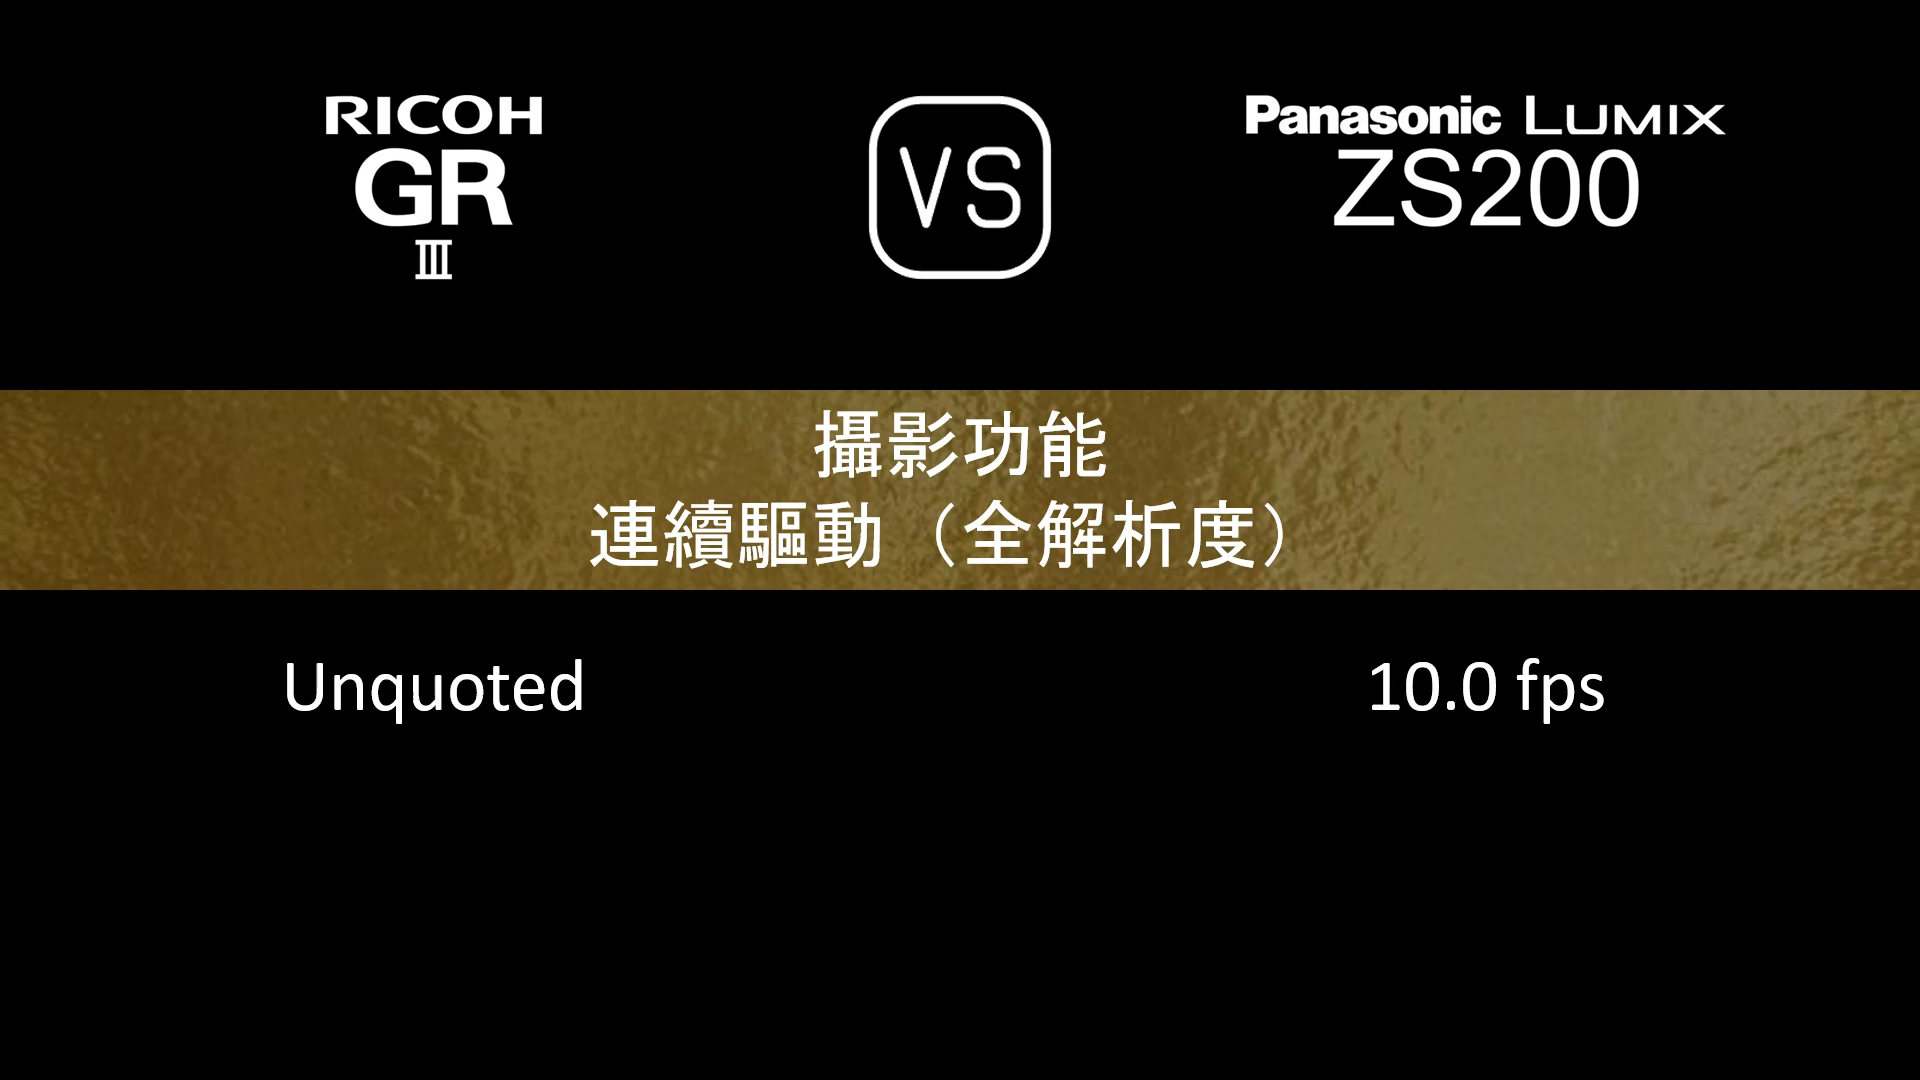 RICOH
GR
III
VS
Panasonic LUMIX
ZS200
攝影功能
連續驅動（全解析度）
Unquoted
10.0 fps